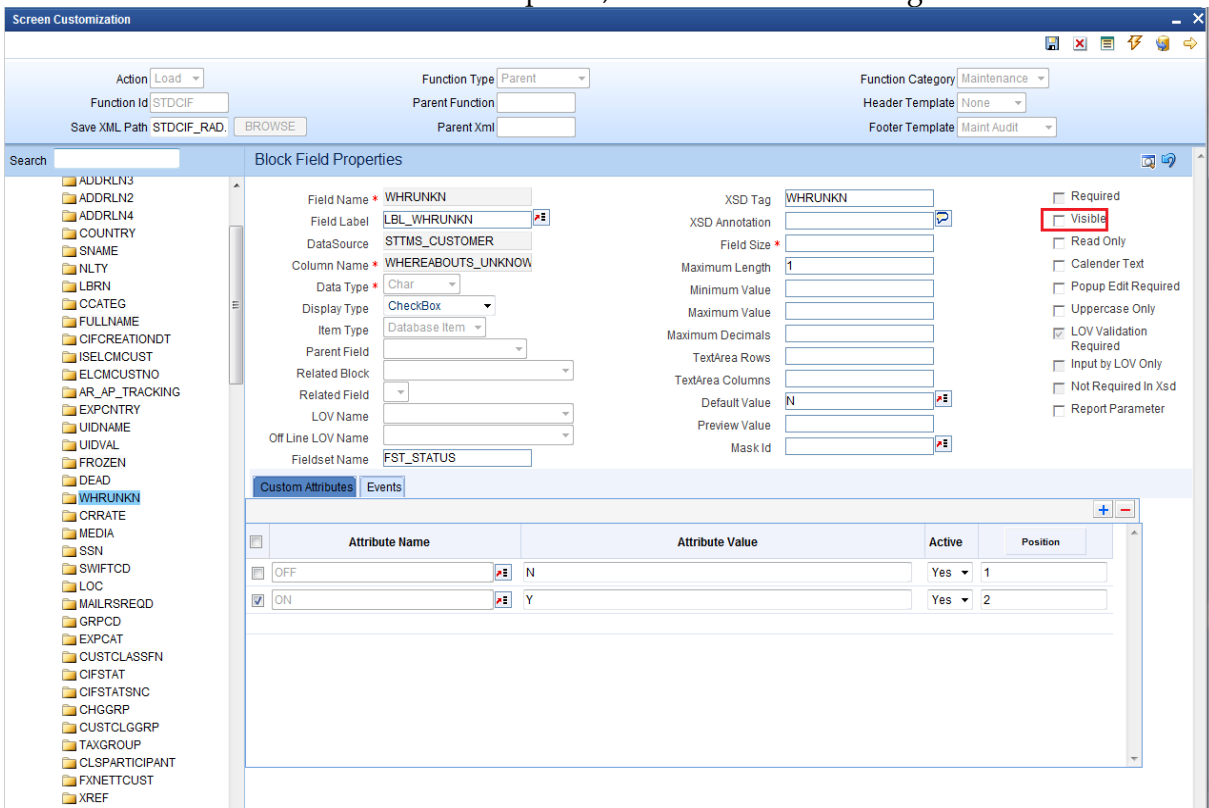 Screen Customization
Action Load
Function Type Parent
Function Category Maintenance
Function Id STDCIF
Parent Function
Header Template None
Save XML Path STDCIF_RAD. BROWSE
Parent Xml
Footer Template Maint Audit
Search
Block Field Properties
ADDRLN3
ADDRLN2
ADDRLN4
COUNTRY
SNAME
NLTY
LBRN
CCATEG
FULLNAME
CIFCREATIONDT
ISELCMCUST
ELCMCUSTNO
AR_AP_TRACKING
EXPCNTRY
UIDNAME
UIDVAL
FROZEN
DEAD
WHRUNKN
CRRATE
MEDIA
SSN
SWIFTCD
LOC
MAILRSREQD
GRPCD
EXPCAT
CUSTCLASSFN
CIFSTAT
CIFSTATSNC
CHGGRP
CUSTCLGGRP
TAXGROUP
CLSPARTICIPANT
FXNETTCUST
XREF
Field Name * WHRUNKN
Field Label LBL_WHRUNKN
DataSource STTMS_CUSTOMER
Column Name * WHEREABOUTS_UNKNOW
Data Type * Char
Display Type CheckBox
Item Type Database Item
Parent Field
Related Block
Related Field
LOV Name
Off Line LOV Name
Fieldset Name FST_STATUS
XSD Tag WHRUNKN
XSD Annotation
Field Size *
Maximum Length 1
Minimum Value
Maximum Value
Maximum Decimals
TextArea Rows
TextArea Columns
Default Value N
Preview Value
Mask Id
Required
Visible
Read Only
Calender Text
Popup Edit Required
Uppercase Only
LOV Validation
Required
Input by LOV Only
Not Required In Xsd
Report Parameter
Custom Attributes Events
Attribute Name Attribute Value Active Position
OFF N Yes 1
ON Y Yes 2